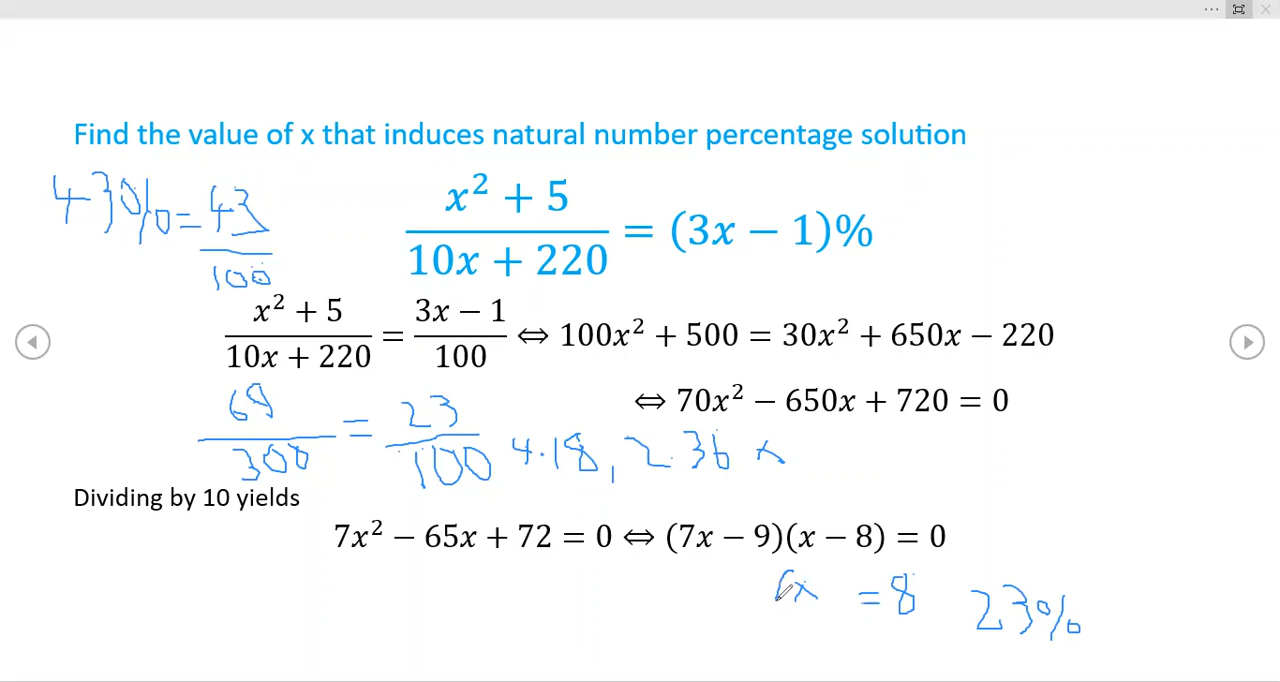 Find the value of x that induces natural number percentage solution
43% = 43/100
(x² + 5)/(10x + 220) = (3x − 1)%
(x² + 5)/(10x + 220) = (3x − 1)/100 ⇔ 100x² + 500 = 30x² + 650x − 220
⇔ 70x² − 650x + 720 = 0
69/300 = 23/100
4.18, 2.36 x
Dividing by 10 yields
7x² − 65x + 72 = 0 ⇔ (7x − 9)(x − 8) = 0
x = 8 23%